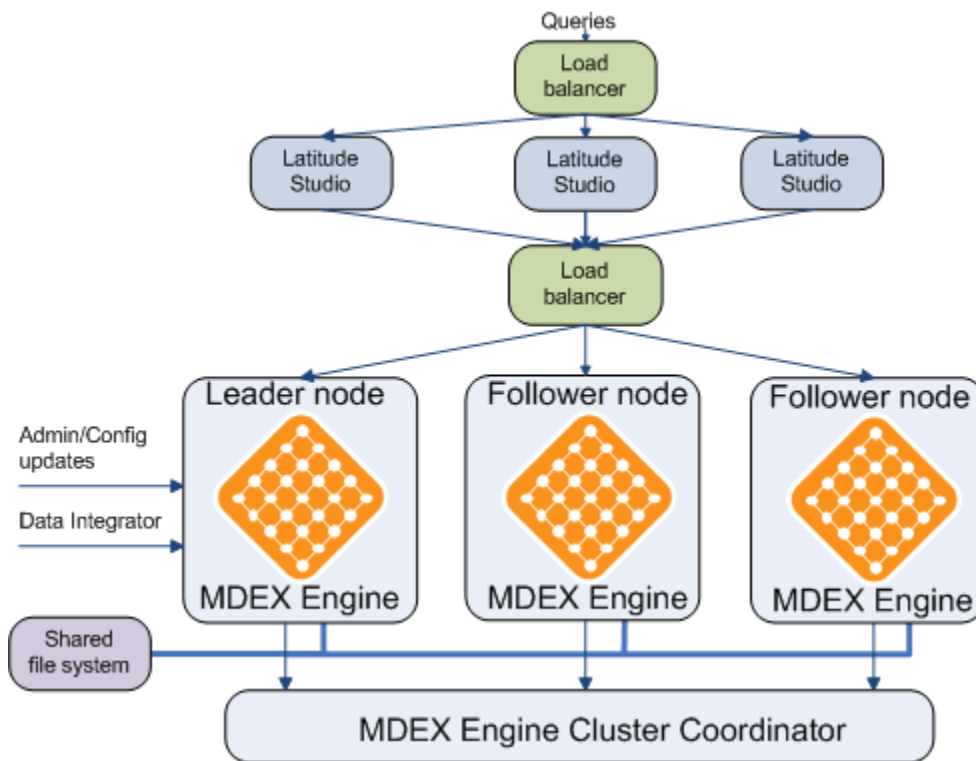 Queries
Load
balancer
Latitude
Studio
Latitude
Studio
Latitude
Studio
Load
balancer
Leader node
Follower node
Follower node
Admin/Config
updates
Data Integrator
MDEX Engine
MDEX Engine
MDEX Engine
Shared
file system
MDEX Engine Cluster Coordinator